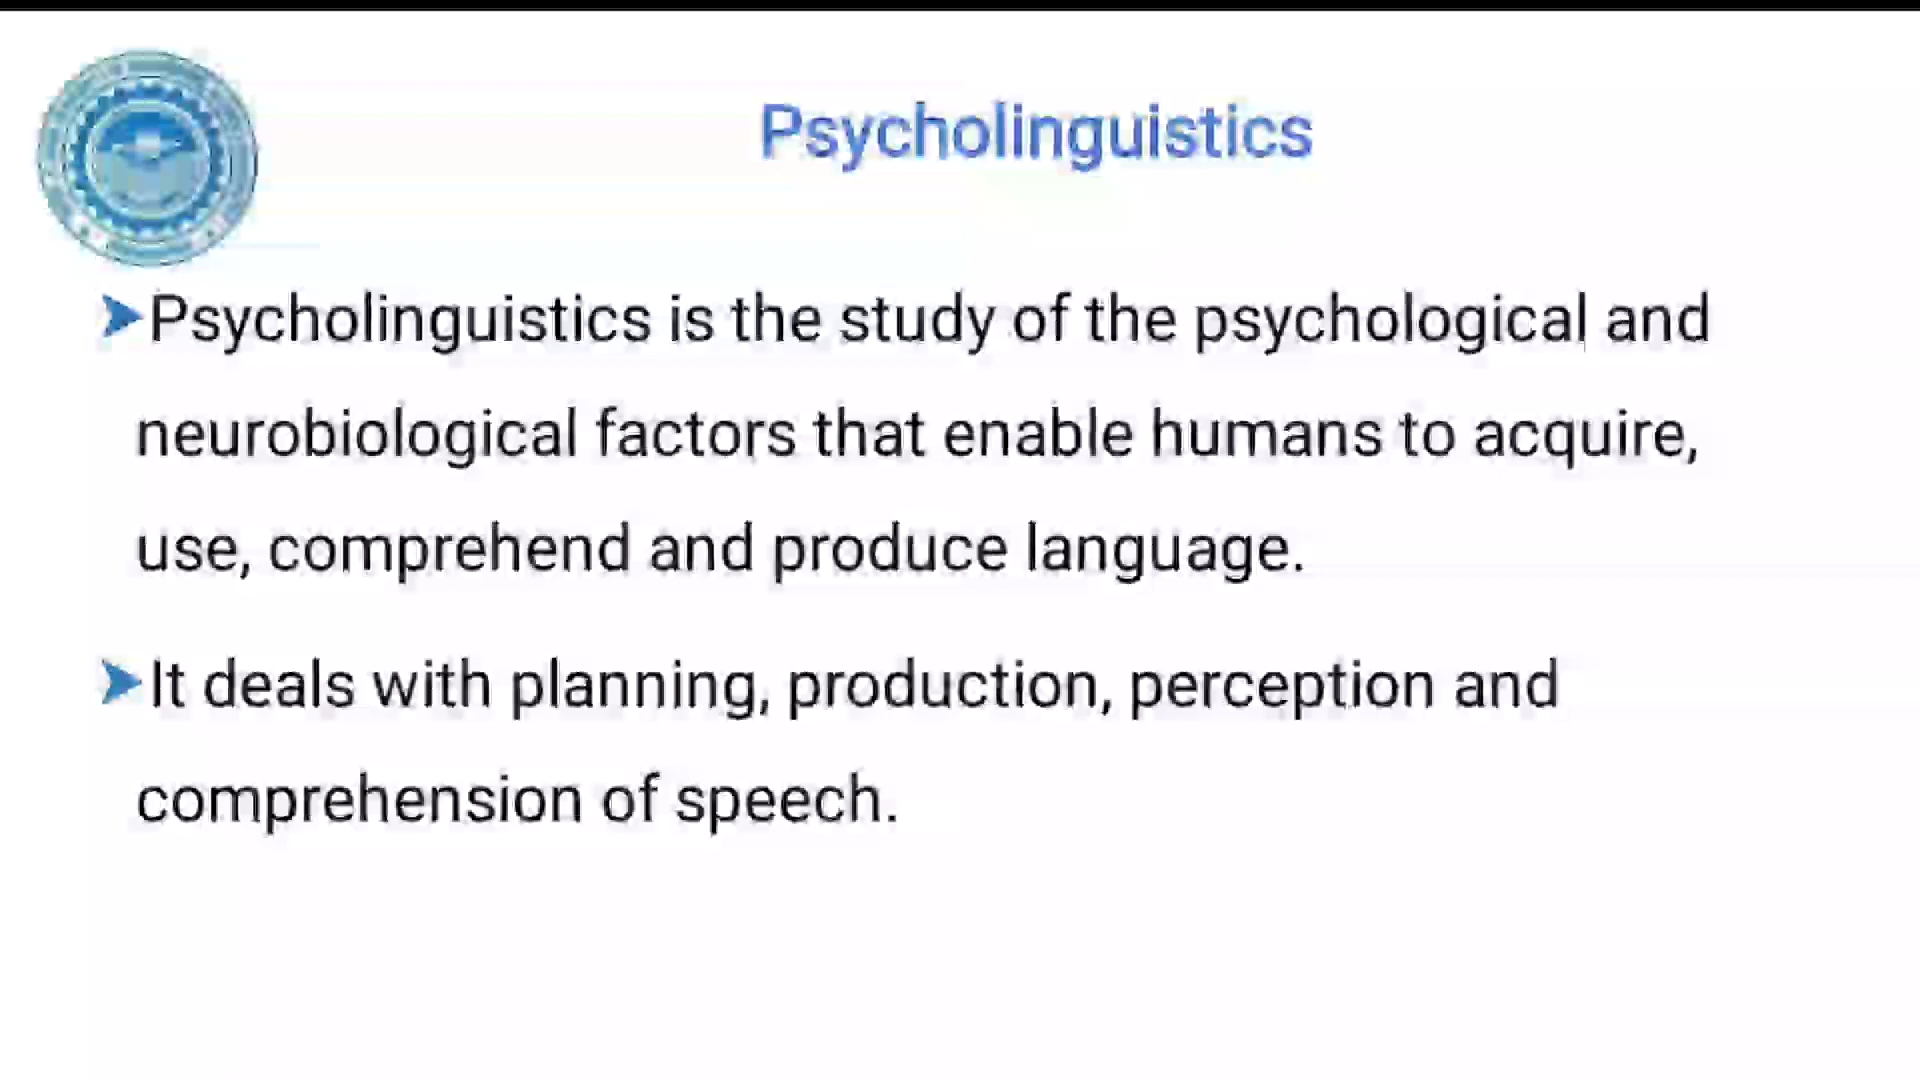 Psycholinguistics
➤Psycholinguistics is the study of the psychological and
neurobiological factors that enable humans to acquire,
use, comprehend and produce language.
➤It deals with planning, production, perception and
comprehension of speech.